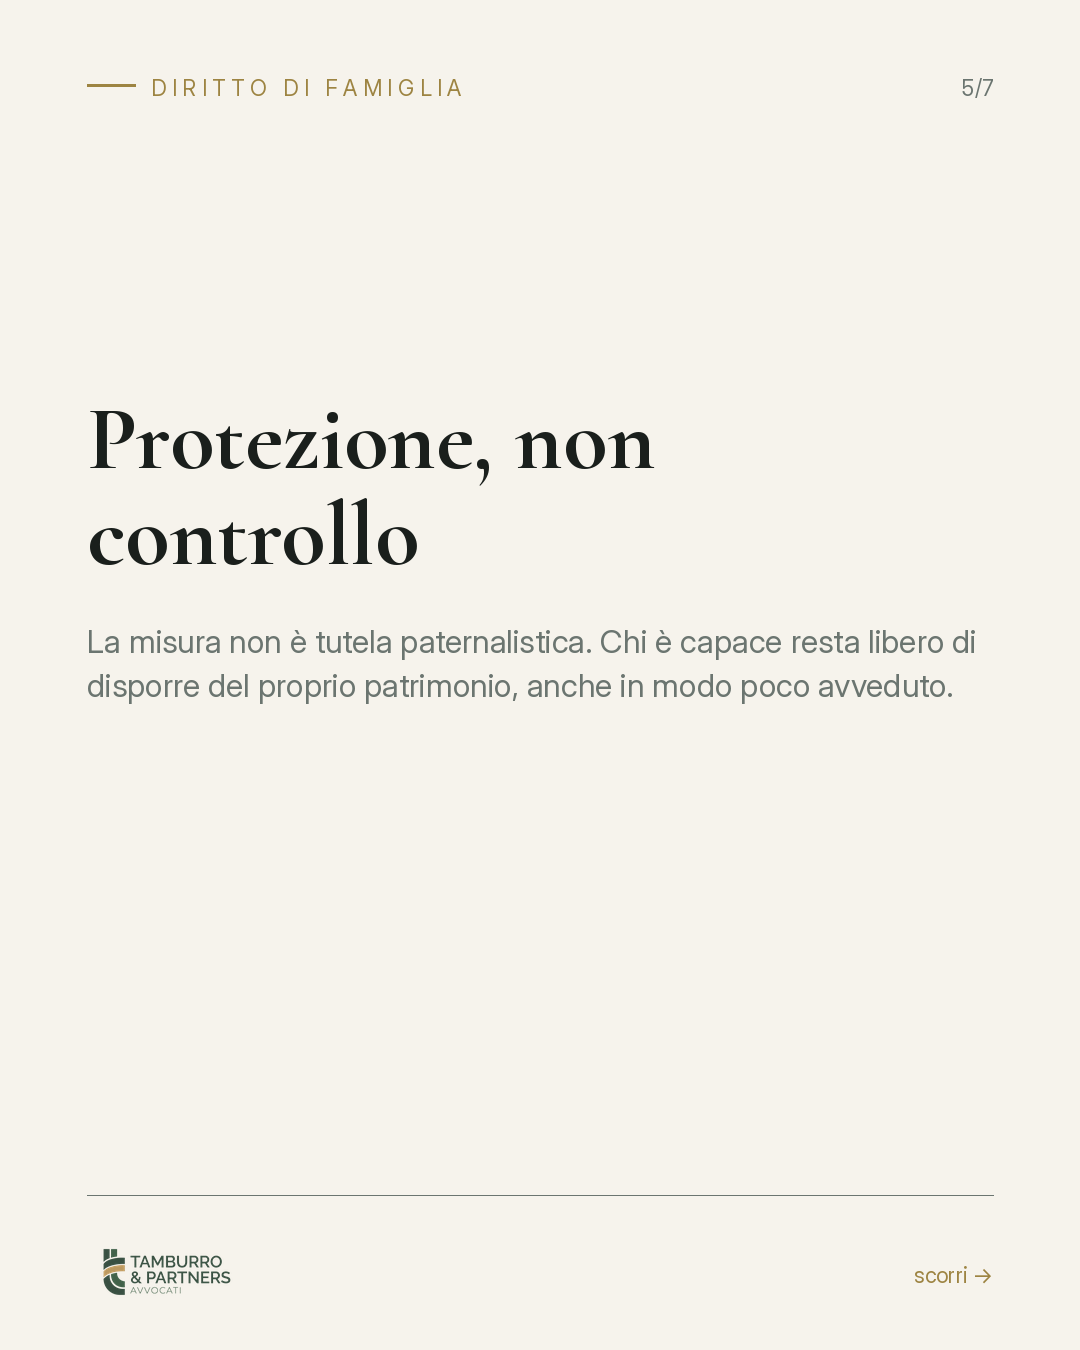 DIRITTO DI FAMIGLIA
5/7
Protezione, non
controllo
La misura non è tutela paternalistica. Chi è capace resta libero di
disporre del proprio patrimonio, anche in modo poco avveduto.
TAMBURRO
& PARTNERS
AVVOCATI
scorri →